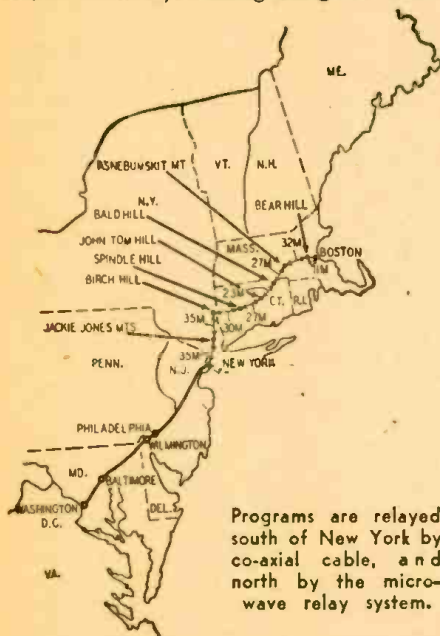 ME.
ASNEBUMSKIT MT.
VT.
N.H.
N.Y.
BEAR HILL
BALD HILL
MASS.
32M
BOSTON
JOHN TOM HILL
27M
11M
SPINDLE HILL
23M
CT.
R.I.
BIRCH HILL
35M
30M
27M
JACKIE JONES MTS.
35M
NEW YORK
PENN.
N.J.
PHILADELPHIA
WILMINGTON
MD.
BALTIMORE
WASHINGTON
D.C.
DEL.
VA.
Programs are relayed
south of New York by
co-axial cable, and
north by the micro-
wave relay system.